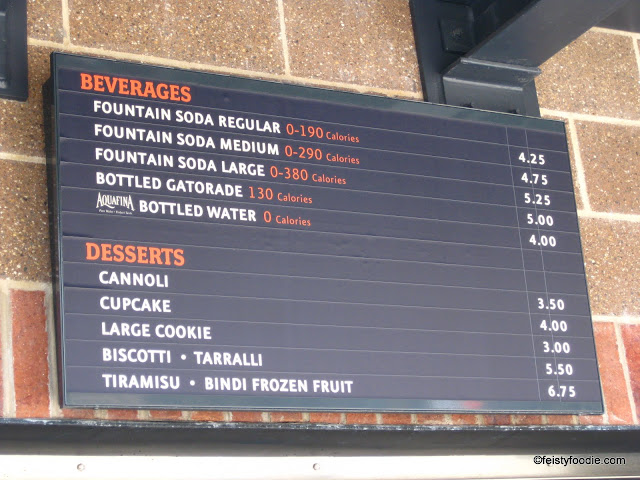 BEVERAGES
FOUNTAIN SODA REGULAR 0-190 Calories 4.25
FOUNTAIN SODA MEDIUM 0-290 Calories 4.75
FOUNTAIN SODA LARGE 0-380 Calories 5.25
BOTTLED GATORADE 130 Calories 5.00
AQUAFINA BOTTLED WATER 0 Calories 4.00
DESSERTS
CANNOLI 3.50
CUPCAKE 4.00
LARGE COOKIE 3.00
BISCOTTI • TARRALLI 5.50
TIRAMISU • BINDI FROZEN FRUIT 6.75
©feistyfoodie.com